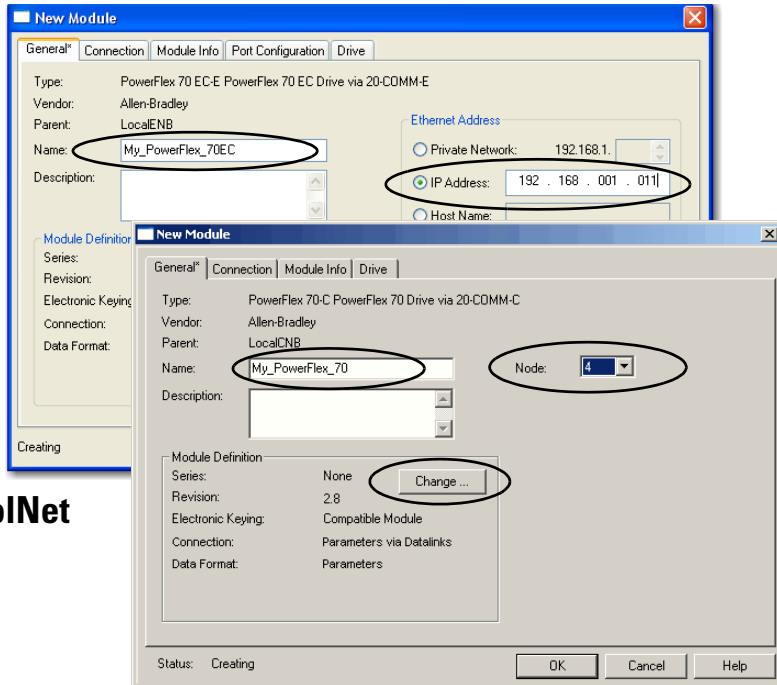 New Module
General* Connection Module Info Port Configuration Drive
Type: PowerFlex 70 EC-E PowerFlex 70 EC Drive via 20-COMM-E
Vendor: Allen-Bradley
Parent: LocalENB
Name: My_PowerFlex_70EC
Description:
Ethernet Address
Private Network: 192.168.1.
IP Address: 192 . 168 . 001 . 011
Host Name:
Module Definition
Series:
Revision:
Electronic Keying
Connection:
Data Format:
Creating
olNet
New Module
General* Connection Module Info Drive
Type: PowerFlex 70-C PowerFlex 70 Drive via 20-COMM-C
Vendor: Allen-Bradley
Parent: LocalCNB
Name: My_PowerFlex_70
Node: 4
Description:
Module Definition
Series: None
Change ...
Revision: 2.8
Electronic Keying: Compatible Module
Connection: Parameters via Datalinks
Data Format: Parameters
Status: Creating
OK Cancel Help